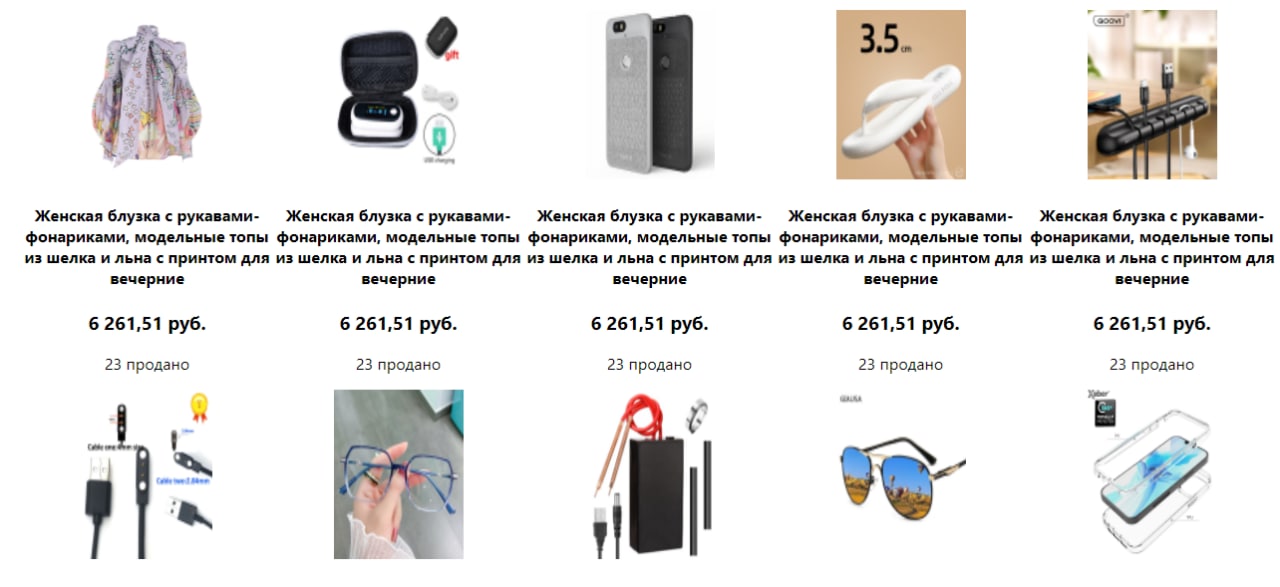 gift
USB charging
3.5 cm
QOOVI
Женская блузка с рукавами-
фонариками, модельные топы
из шелка и льна с принтом для
вечерние
6 261,51 руб.
23 продано
Женская блузка с рукавами-
фонариками, модельные топы
из шелка и льна с принтом для
вечерние
6 261,51 руб.
23 продано
Женская блузка с рукавами-
фонариками, модельные топы
из шелка и льна с принтом для
вечерние
6 261,51 руб.
23 продано
Женская блузка с рукавами-
фонариками, модельные топы
из шелка и льна с принтом для
вечерние
6 261,51 руб.
23 продано
Женская блузка с рукавами-
фонариками, модельные топы
из шелка и льна с принтом для
вечерние
6 261,51 руб.
23 продано
Cable one:4mm
Cable two:2.84mm